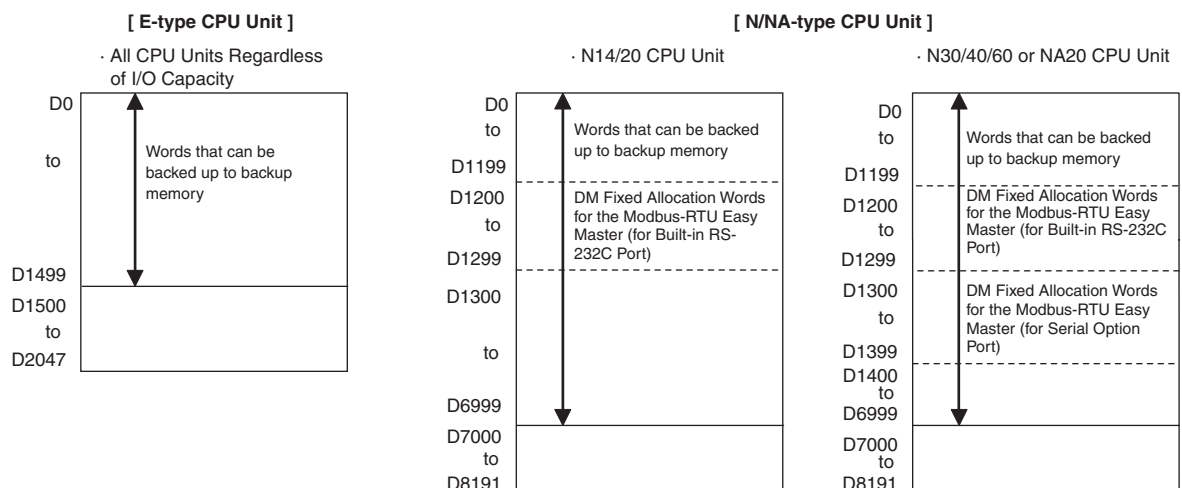 [ E-type CPU Unit ]
· All CPU Units Regardless
of I/O Capacity
D0
to
D1499
D1500
to
D2047
Words that can be
backed up to backup
memory
[ N/NA-type CPU Unit ]
· N14/20 CPU Unit
D0
to
D1199
D1200
to
D1299
D1300
to
D6999
D7000
to
D8191
Words that can be backed
up to backup memory
DM Fixed Allocation Words
for the Modbus-RTU Easy
Master (for Built-in RS-
232C Port)
· N30/40/60 or NA20 CPU Unit
D0
to
D1199
D1200
to
D1299
D1300
to
D1399
D1400
to
D6999
D7000
to
D8191
Words that can be backed
up to backup memory
DM Fixed Allocation Words
for the Modbus-RTU Easy
Master (for Built-in RS-232C
Port)
DM Fixed Allocation Words
for the Modbus-RTU Easy
Master (for Serial Option
Port)